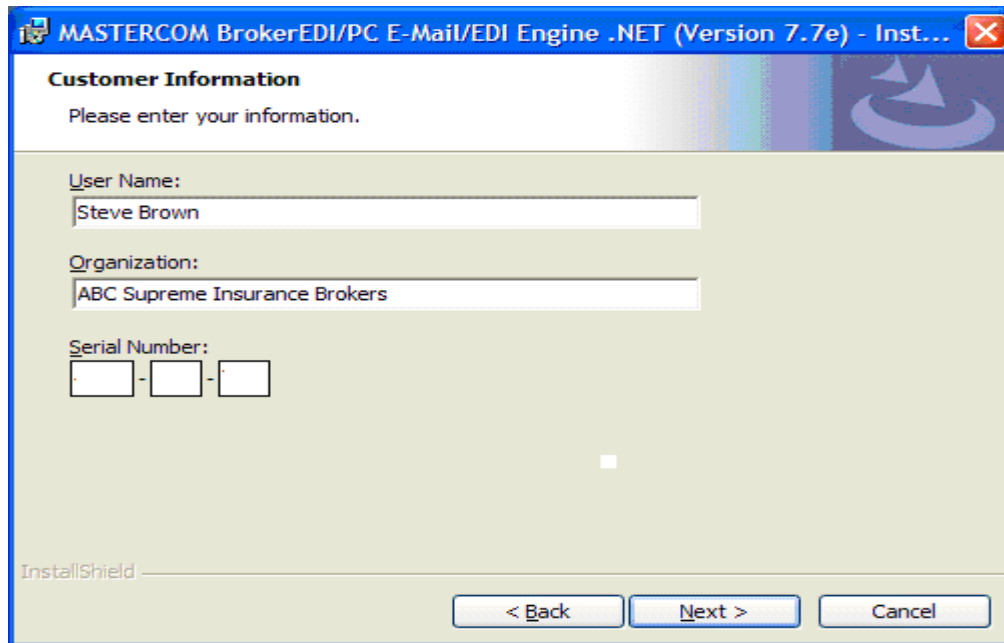 MASTERCOM BrokerEDI/PC E-Mail/EDI Engine .NET (Version 7.7e) - Inst...
Customer Information
Please enter your information.
User Name:
Steve Brown
Organization:
ABC Supreme Insurance Brokers
Serial Number:
- -
InstallShield
< Back Next > Cancel